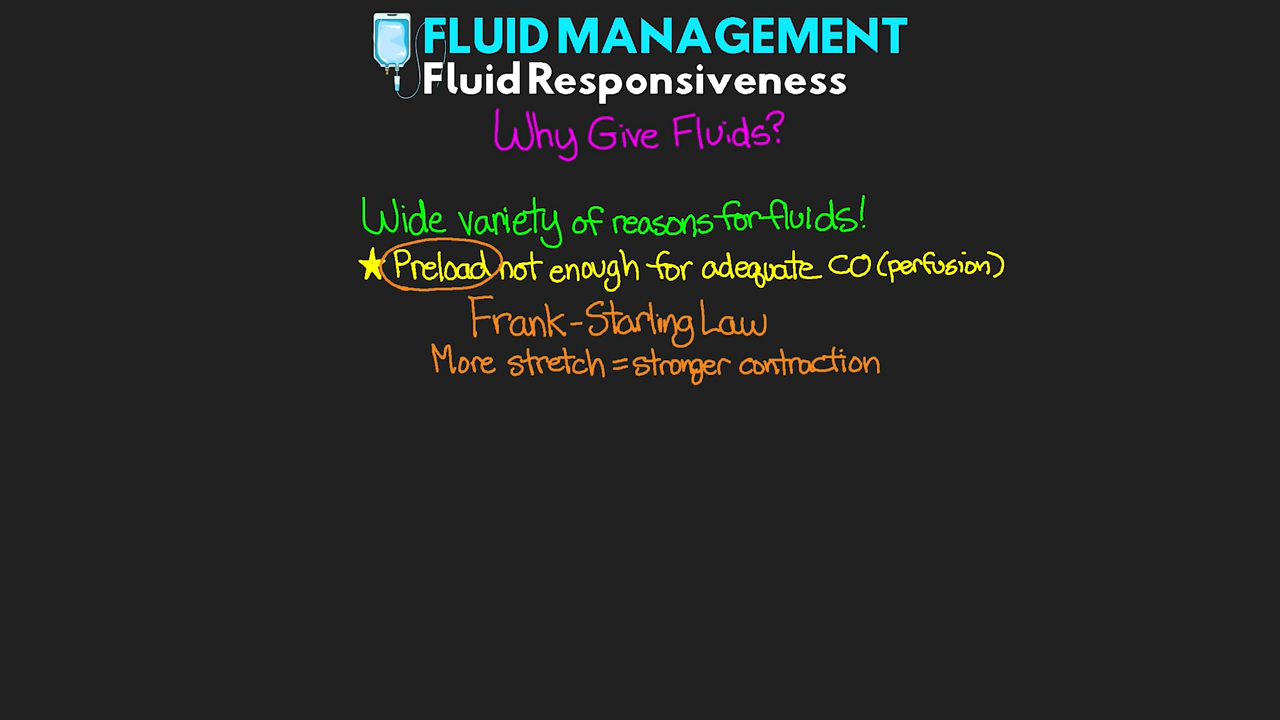 FLUID MANAGEMENT
Fluid Responsiveness
Why Give Fluids?
Wide variety of reasons for fluids!
★ Preload not enough for adequate CO (perfusion)
Frank-Starling Law
More stretch = stronger contraction